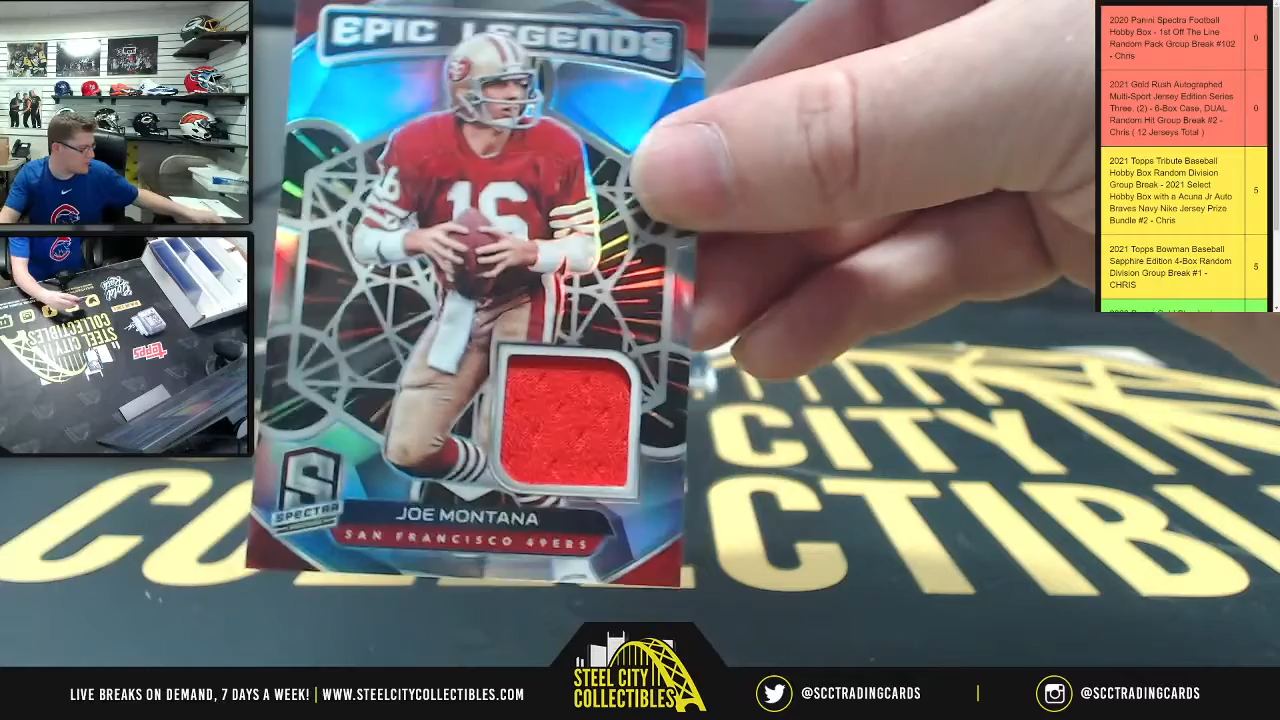 EPIC LEGENDS
16
16
SPECTRA
JOE MONTANA
SAN FRANCISCO 49ERS
2020 Panini Spectra Football
Hobby Box - 1st Off The Line
Random Pack Group Break #102
- Chris
0
2021 Gold Rush Autographed
Multi-Sport Jersey Edition Series
Three, (2) - 6-Box Case, DUAL
Random Hit Group Break #2 -
Chris ( 12 Jerseys Total )
0
2021 Topps Tribute Baseball
Hobby Box Random Division
Group Break - 2021 Select
Hobby Box with a Acuna Jr Auto
Braves Navy Nike Jersey Prize
Bundle #2 - Chris
5
2021 Topps Bowman Baseball
Sapphire Edition 4-Box Random
Division Group Break #1 -
CHRIS
5
STEEL CITY
COLLECTIBLES
Topps
CITY
CO
CTIBL
STEEL CITY
COLLECTIBLES
LIVE BREAKS ON DEMAND, 7 DAYS A WEEK! | WWW.STEELCITYCOLLECTIBLES.COM
@SCCTRADINGCARDS | @SCCTRADINGCARDS